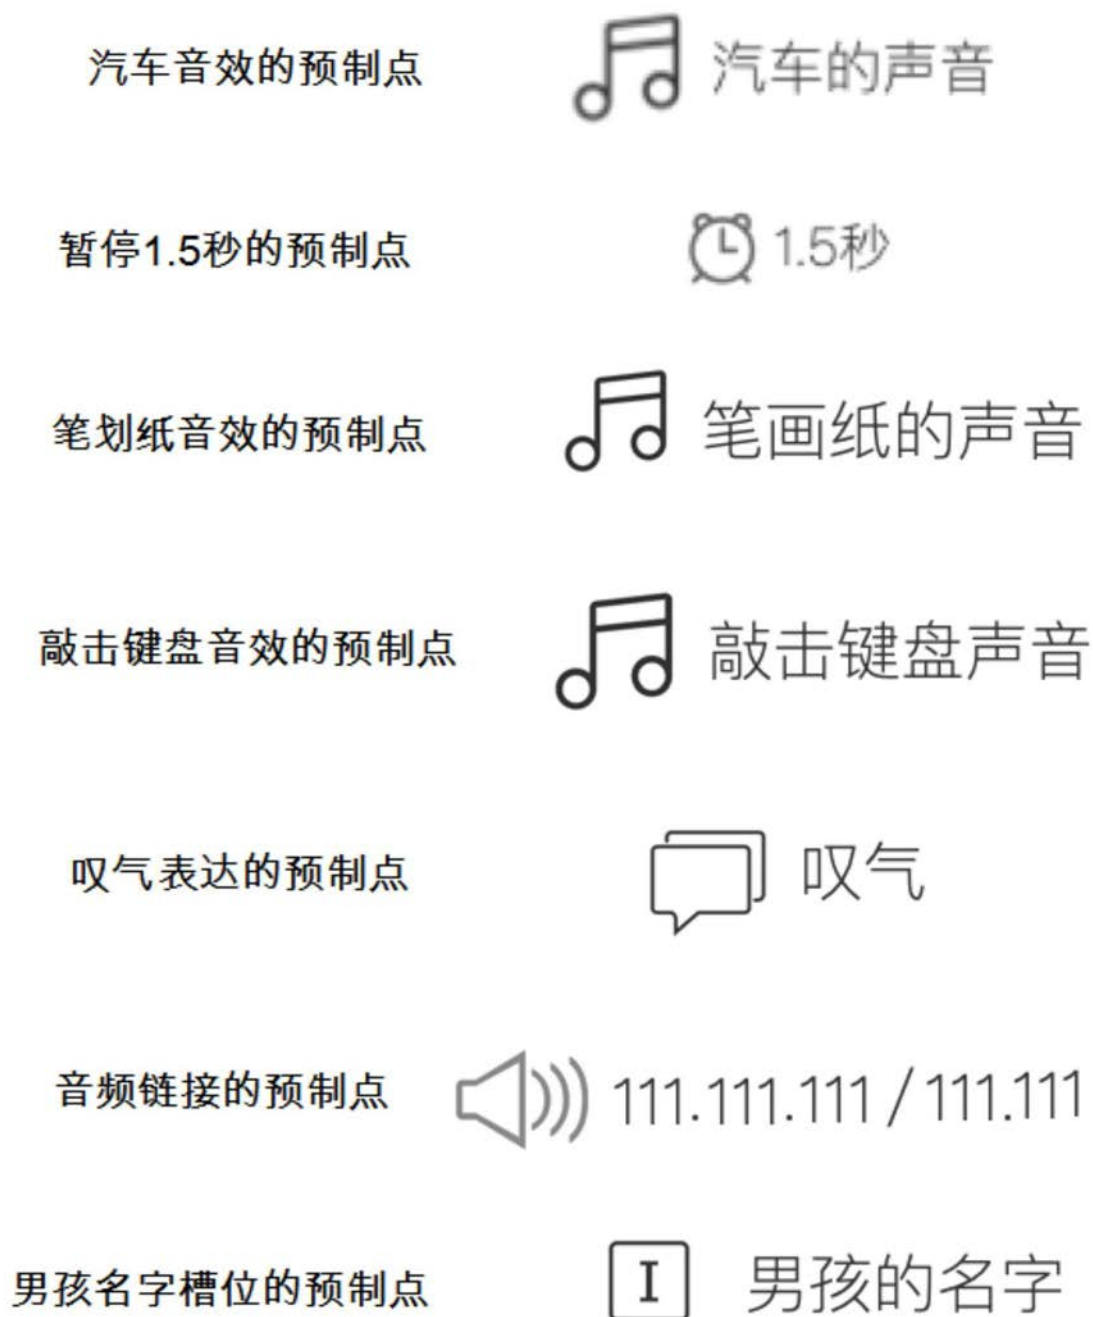 汽车音效的预制点 汽车的声音
暂停1.5秒的预制点 1.5秒
笔划纸音效的预制点 笔画纸的声音
敲击键盘音效的预制点 敲击键盘声音
叹气表达的预制点 叹气
音频链接的预制点 111.111.111 / 111.111
男孩名字槽位的预制点 I 男孩的名字